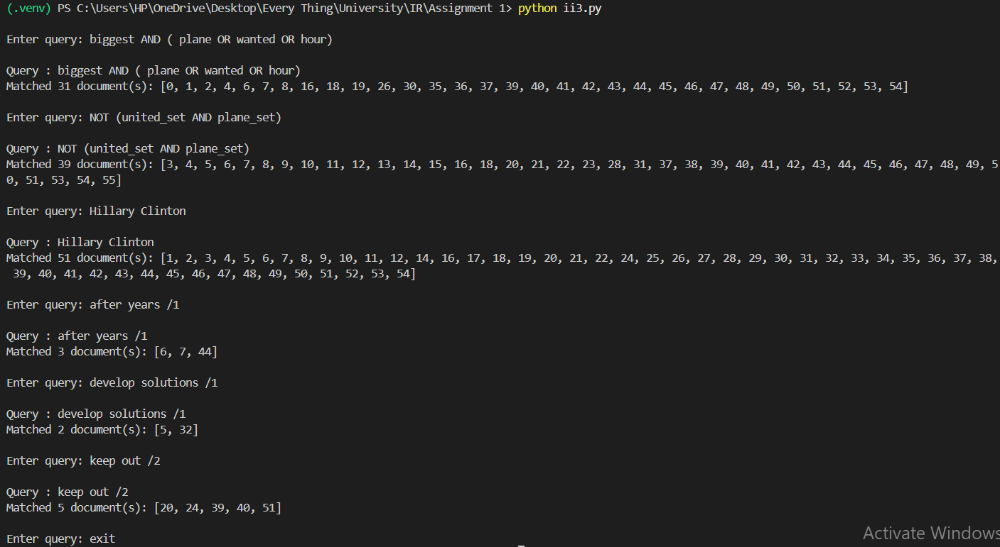 (.venv) PS C:\Users\HP\OneDrive\Desktop\Every Thing\University\IR\Assignment 1> python ii3.py
Enter query: biggest AND ( plane OR wanted OR hour)
Query : biggest AND ( plane OR wanted OR hour)
Matched 31 document(s): [0, 1, 2, 4, 6, 7, 8, 16, 18, 19, 26, 30, 35, 36, 37, 39, 40, 41, 42, 43, 44, 45, 46, 47, 48, 49, 50, 51, 52, 53, 54]
Enter query: NOT (united_set AND plane_set)
Query : NOT (united_set AND plane_set)
Matched 39 document(s): [3, 4, 5, 6, 7, 8, 9, 10, 11, 12, 13, 14, 15, 16, 18, 20, 21, 22, 23, 28, 31, 37, 38, 39, 40, 41, 42, 43, 44, 45, 46, 47, 48, 49, 5
0, 51, 53, 54, 55]
Enter query: Hillary Clinton
Query : Hillary Clinton
Matched 51 document(s): [1, 2, 3, 4, 5, 6, 7, 8, 9, 10, 11, 12, 14, 16, 17, 18, 19, 20, 21, 22, 24, 25, 26, 27, 28, 29, 30, 31, 32, 33, 34, 35, 36, 37, 38,
39, 40, 41, 42, 43, 44, 45, 46, 47, 48, 49, 50, 51, 52, 53, 54]
Enter query: after years /1
Query : after years /1
Matched 3 document(s): [6, 7, 44]
Enter query: develop solutions /1
Query : develop solutions /1
Matched 2 document(s): [5, 32]
Enter query: keep out /2
Query : keep out /2
Matched 5 document(s): [20, 24, 39, 40, 51]
Activate Windows
Enter query: exit